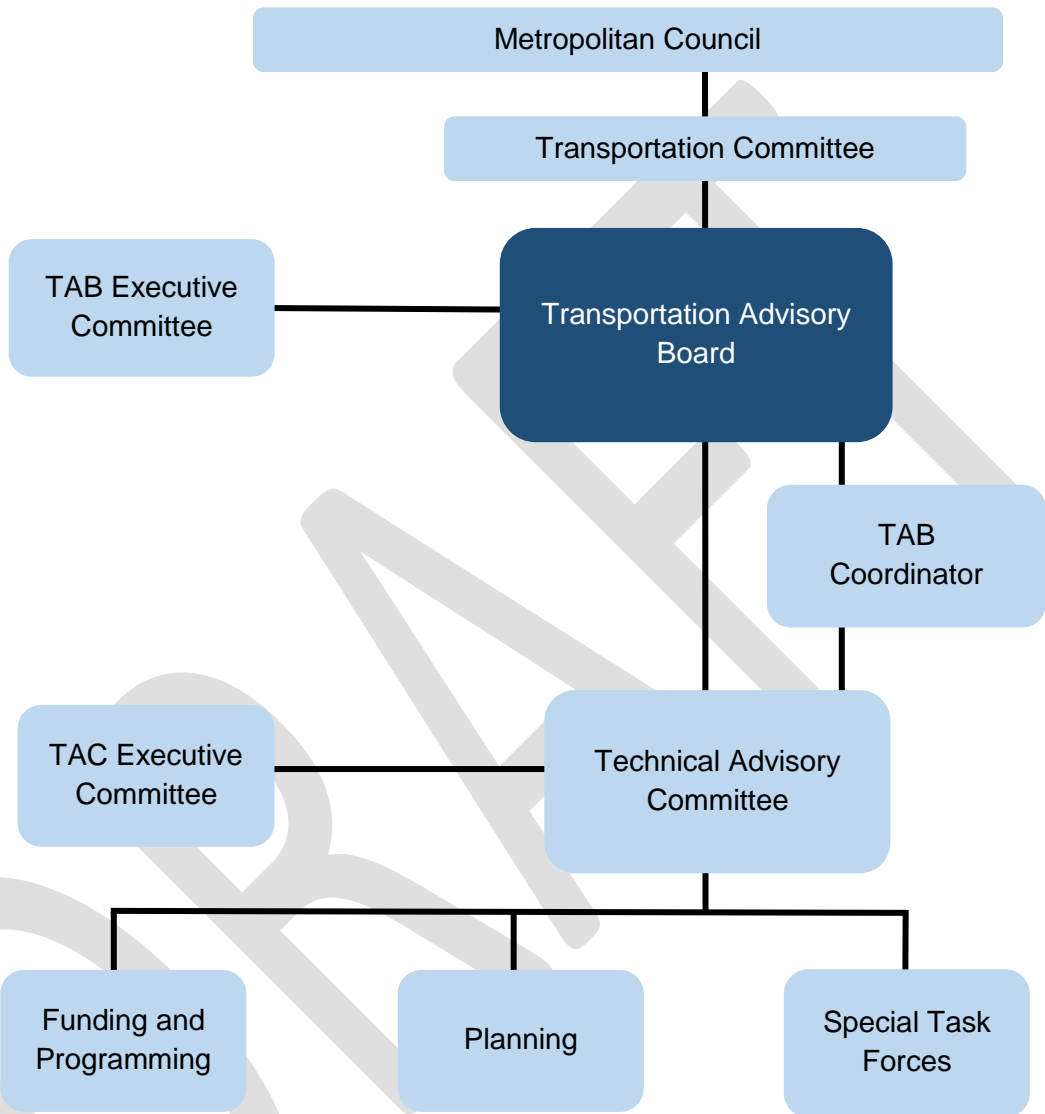 Metropolitan Council
Transportation Committee
TAB Executive
Committee
Transportation Advisory
Board
TAB
Coordinator
TAC Executive
Committee
Technical Advisory
Committee
Funding and
Programming
Planning
Special Task
Forces
DRAFT